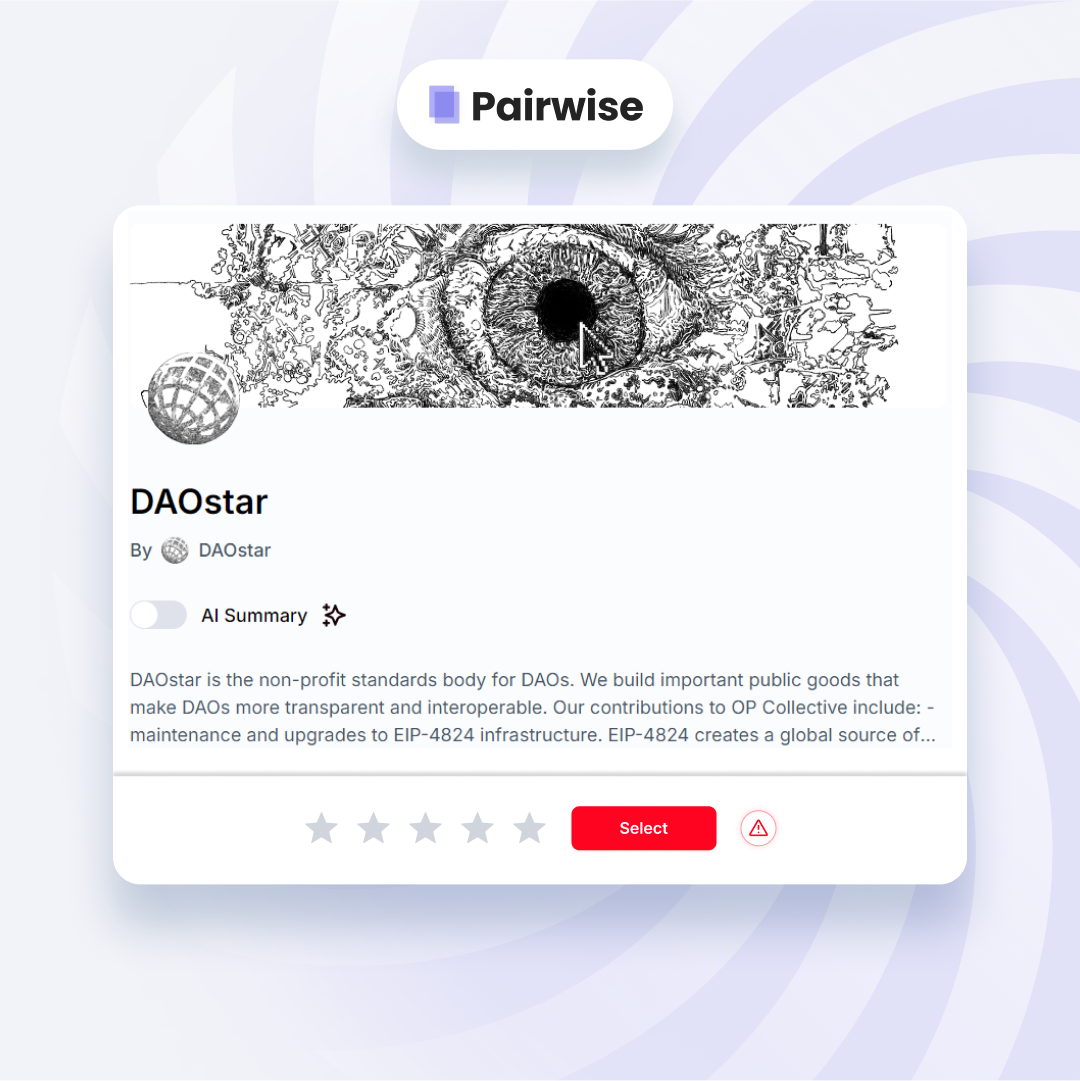 Pairwise
DAOstar
By DAOstar
AI Summary
DAOstar is the non-profit standards body for DAOs. We build important public goods that
make DAOs more transparent and interoperable. Our contributions to OP Collective include: -
maintenance and upgrades to EIP-4824 infrastructure. EIP-4824 creates a global source of...
Select